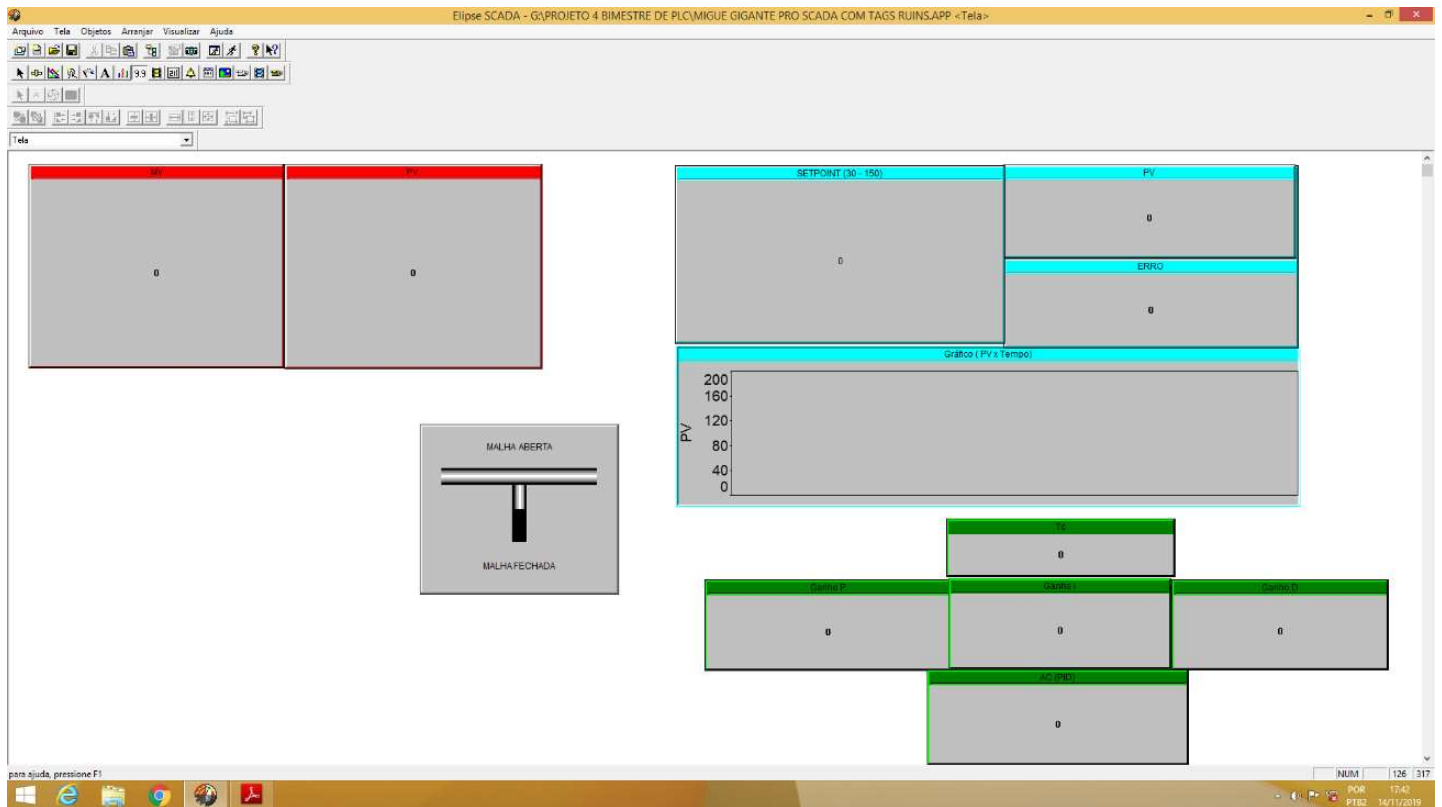 Elipse SCADA - G:\PROJETO 4 BIMESTRE DE PLC\MIGUE GIGANTE PRO SCADA COM TAGS RUINS.APP <Tela>
Arquivo Tela Objetos Arranjar Visualizar Ajuda
Tela
MV PV
0 0
SETPOINT (30 - 150)
0
PV
0
ERRO
0
Gráfico ( PV x Tempo)
PV
200
160
120
80
40
0
MALHA ABERTA
MALHA FECHADA
0
Ganho P Ganho I Ganho D
0 0 0
AC (PID)
0
para ajuda, pressione F1
NUM 126 317
POR 17:42
PTB2 14/11/2019